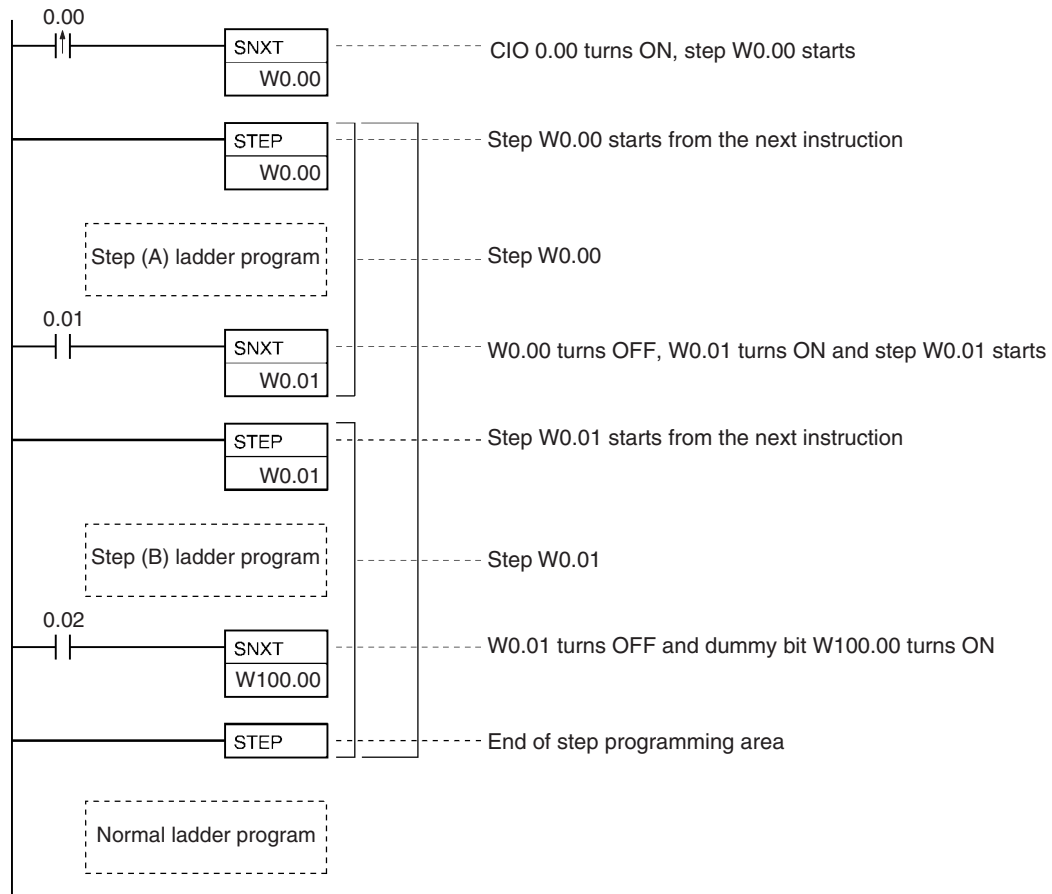 0.00
SNXT
W0.00
CIO 0.00 turns ON, step W0.00 starts
STEP
W0.00
Step W0.00 starts from the next instruction
Step (A) ladder program
Step W0.00
0.01
SNXT
W0.01
W0.00 turns OFF, W0.01 turns ON and step W0.01 starts
STEP
W0.01
Step W0.01 starts from the next instruction
Step (B) ladder program
Step W0.01
0.02
SNXT
W100.00
W0.01 turns OFF and dummy bit W100.00 turns ON
STEP
End of step programming area
Normal ladder program